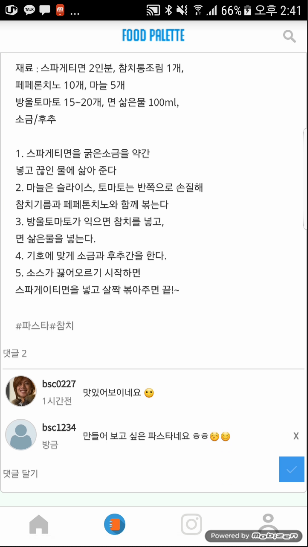 66% 오후 2:41
FOOD PALETTE
재료 : 스파게티면 2인분, 참치통조림 1개,
페페론치노 10개, 마늘 5개
방울토마토 15~20개, 면 삶은물 100ml,
소금/후추
1. 스파게티면을 굵은소금을 약간
넣고 끊인 물에 삶아 준다
2. 마늘은 슬라이스, 토마토는 반쪽으로 손질해
참치기름과 페페톤치노와 함께 볶는다
3. 방울토마토가 익으면 참치를 넣고,
면 삶은물을 넣는다.
4. 기호에 맞게 소금과 후추간을 한다.
5. 소스가 끓어오르기 시작하면
스파게이티면을 넣고 살짝 볶아주면 끝!~
#파스타#참치
댓글 2
bsc0227
맛있어보이네요 😋
1시간전
bsc1234
만들어 보고 싶은 파스타네요 ㅎㅎ☺️😊
X
방금
댓글 달기
Powered by Mobizen